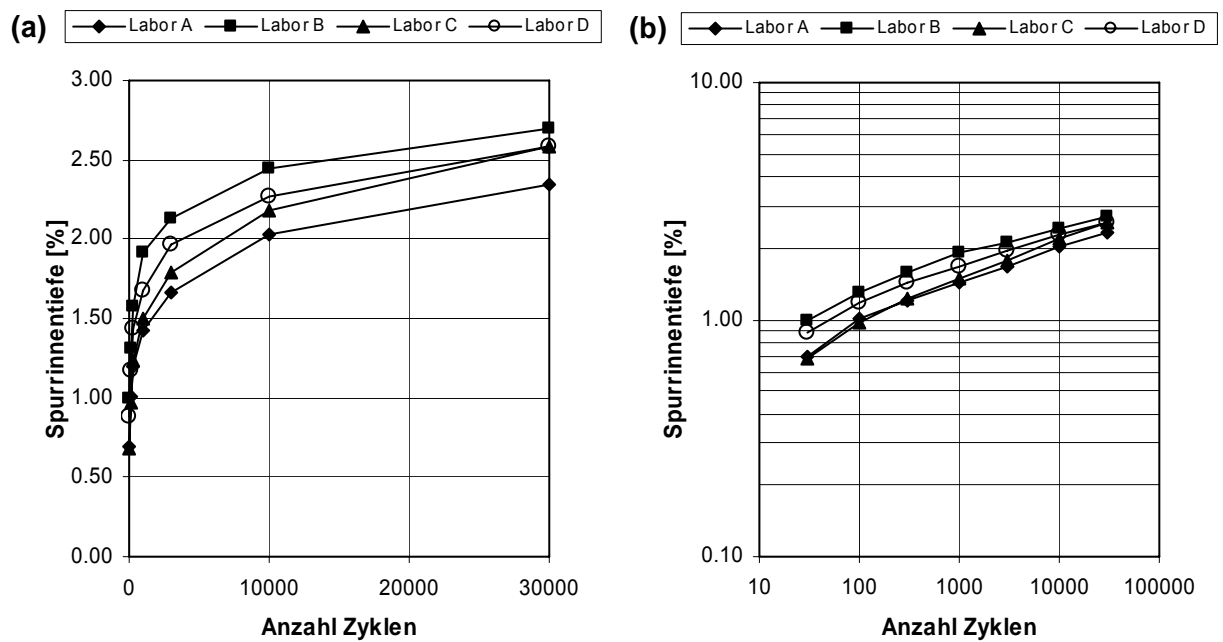 (a)
Labor A Labor B Labor C Labor D
3.00
2.50
2.00
1.50
1.00
0.50
0.00
Spurrinnentiefe [%]
0 10000 20000 30000
Anzahl Zyklen
(b)
Labor A Labor B Labor C Labor D
10.00
1.00
0.10
Spurrinnentiefe [%]
10 100 1000 10000 100000
Anzahl Zyklen